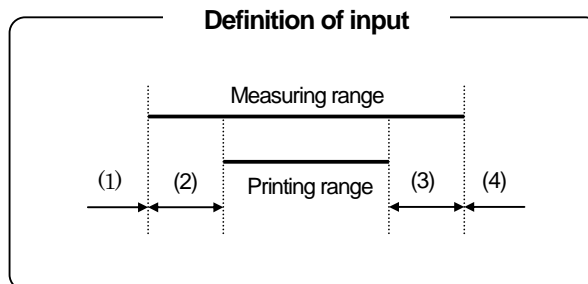 Definition of input
Measuring range
(1)
(2)
Printing range
(3)
(4)